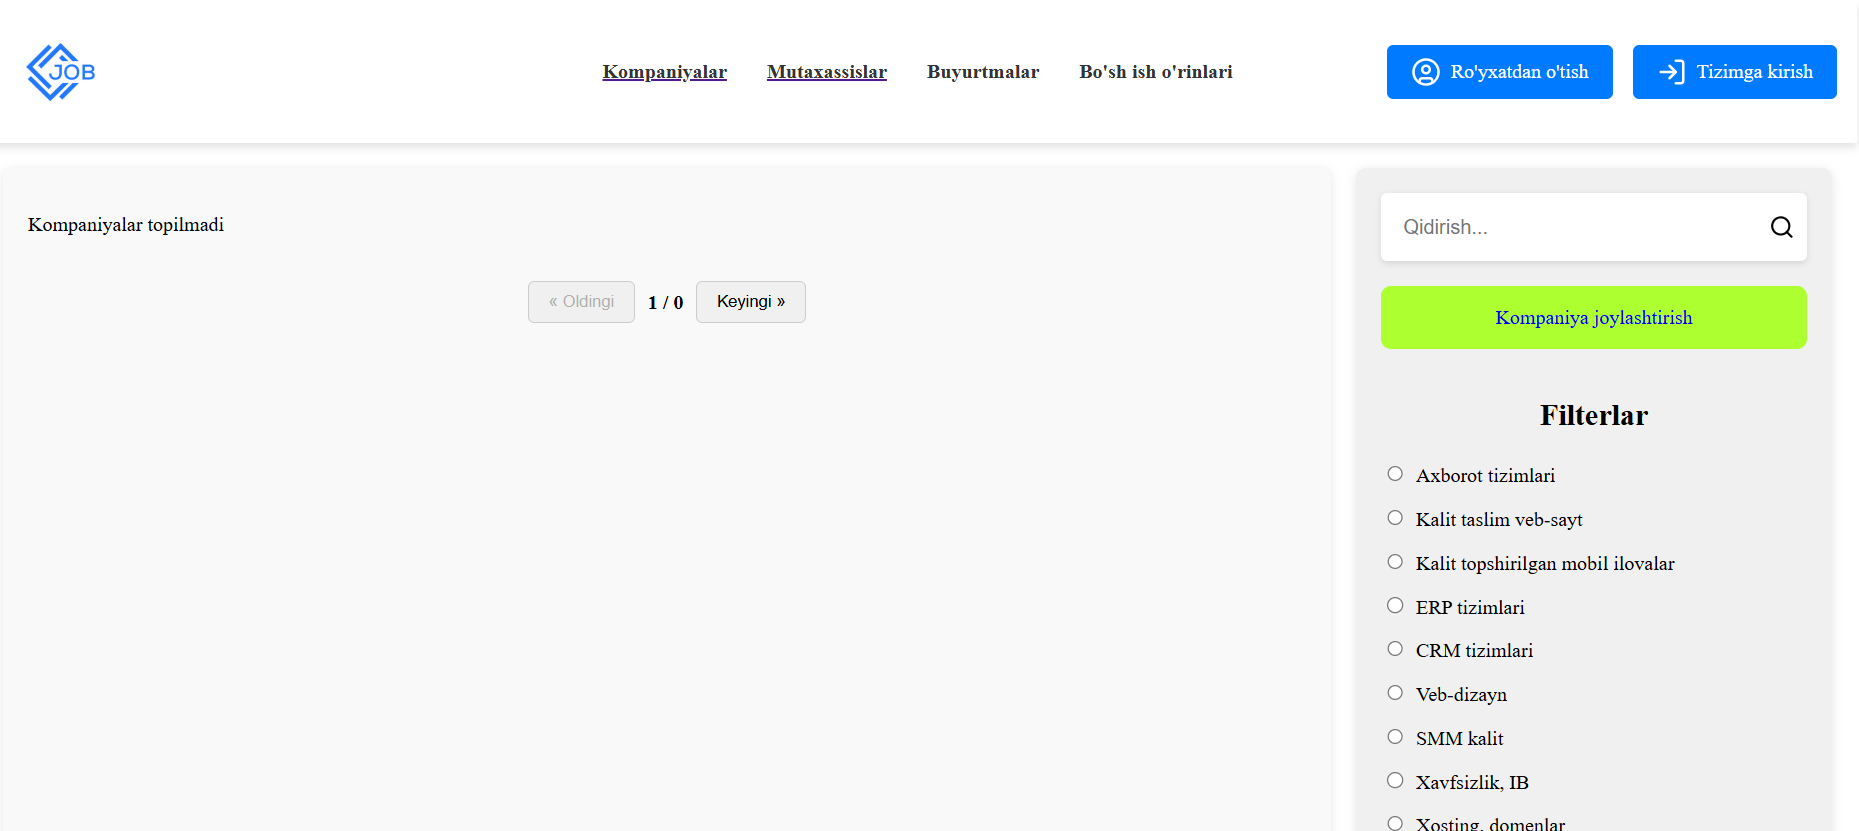 JOB
Kompaniyalar Mutaxassislar Buyurtmalar Bo'sh ish o'rinlari
Ro'yxatdan o'tish
Tizimga kirish
Kompaniyalar topilmadi
« Oldingi 1 / 0 Keyingi »
Qidirish...
Kompaniya joylashtirish
Filterlar
Axborot tizimlari
Kalit taslim veb-sayt
Kalit topshirilgan mobil ilovalar
ERP tizimlari
CRM tizimlari
Veb-dizayn
SMM kalit
Xavfsizlik, IB
Xosting, domenlar